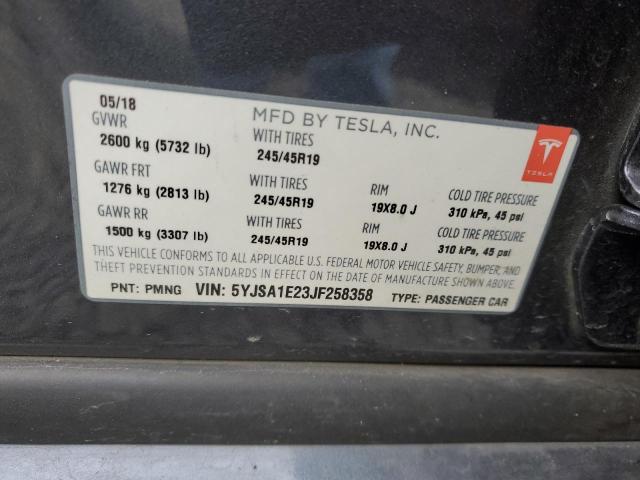 05/18 MFD BY TESLA, INC.
GVWR
2600 kg (5732 lb) WITH TIRES 245/45R19
TESLA
GAWR FRT WITH TIRES RIM COLD TIRE PRESSURE
1276 kg (2813 lb) 245/45R19 19X8.0 J 310 kPa, 45 psi
GAWR RR WITH TIRES RIM COLD TIRE PRESSURE
1500 kg (3307 lb) 245/45R19 19X8.0 J 310 kPa, 45 psi
THIS VEHICLE CONFORMS TO ALL APPLICABLE U.S. FEDERAL MOTOR VEHICLE SAFETY, BUMPER, AND
THEFT PREVENTION STANDARDS IN EFFECT ON THE DATE OF MANUFACTURE SHOWN ABOVE.
PNT: PMNG VIN: 5YJSA1E23JF258358 TYPE: PASSENGER CAR